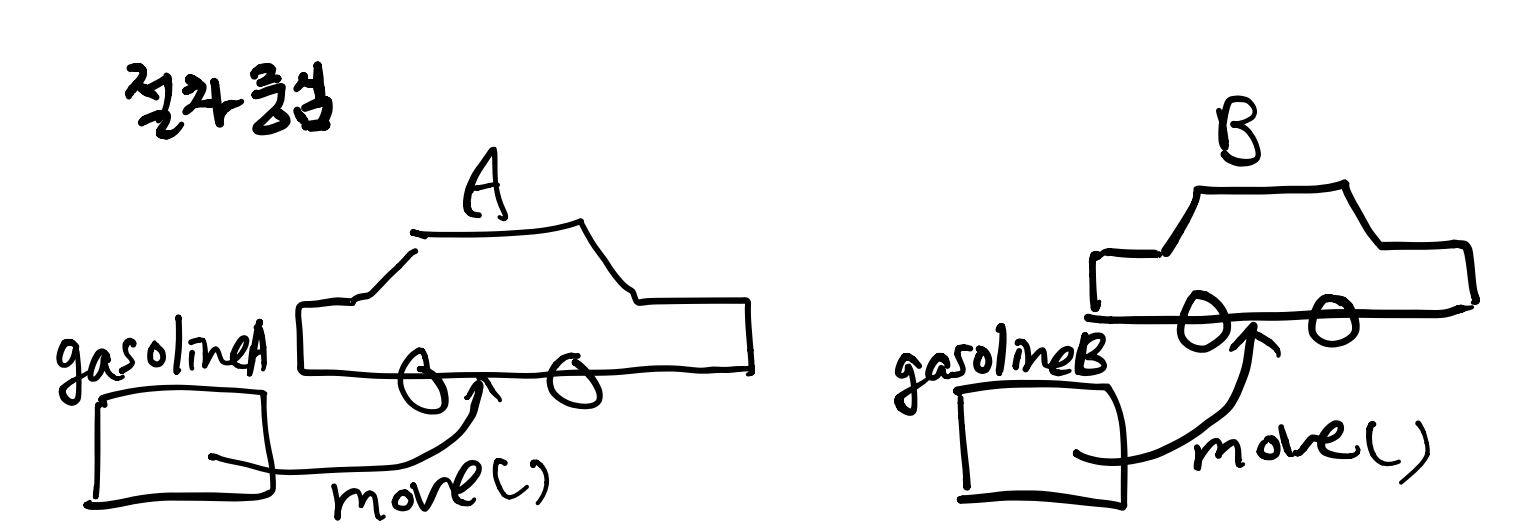 절차 중심
A
B
gasolineA
gasolineB
move()
move()